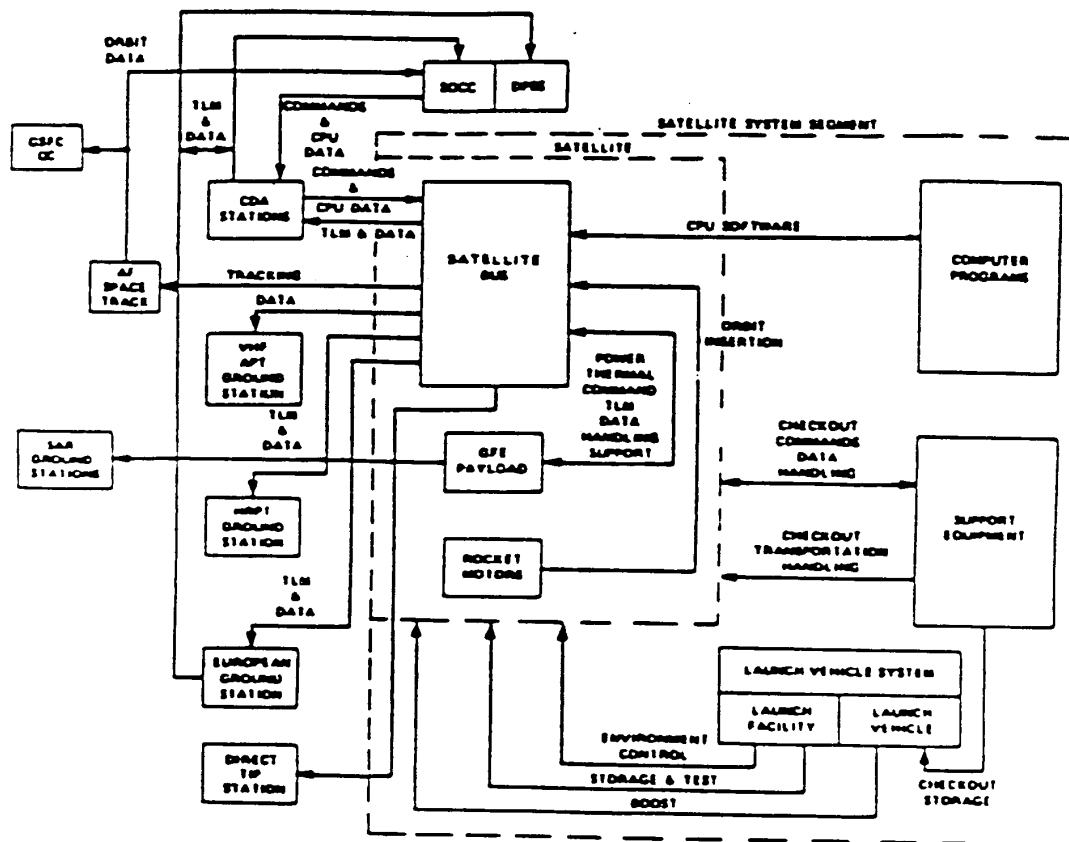 ORBIT
DATA
SOCC
DPSS
TLM
&
DATA
COMMANDS
&
CPU
DATA
SATELLITE SYSTEM SEGMENT
SATELLITE
GSFC
CC
CDA
STATIONS
COMMANDS
&
CPU DATA
TLM & DATA
SATELLITE
BUS
CPU SOFTWARE
COMPUTER
PROGRAMS
AF
SPACE
TRACK
TRACKING
DATA
VHF
APT
GROUND
STATION
ORBIT
INSERTION
POWER
THERMAL
COMMAND
TLM
DATA
HANDLING
SUPPORT
TLM
&
DATA
SAR
GROUND
STATIONS
GFE
PAYLOAD
CHECKOUT
COMMANDS
DATA
HANDLING
HRPT
GROUND
STATION
SUPPORT
EQUIPMENT
CHECKOUT
TRANSPORTATION
HANDLING
ROCKET
MOTORS
TLM
&
DATA
EUROPEAN
GROUND
STATION
LAUNCH VEHICLE SYSTEM
LAUNCH
FACILITY
LAUNCH
VEHICLE
DIRECT
TIP
STATION
ENVIRONMENT
CONTROL
STORAGE & TEST
BOOST
CHECKOUT
STORAGE